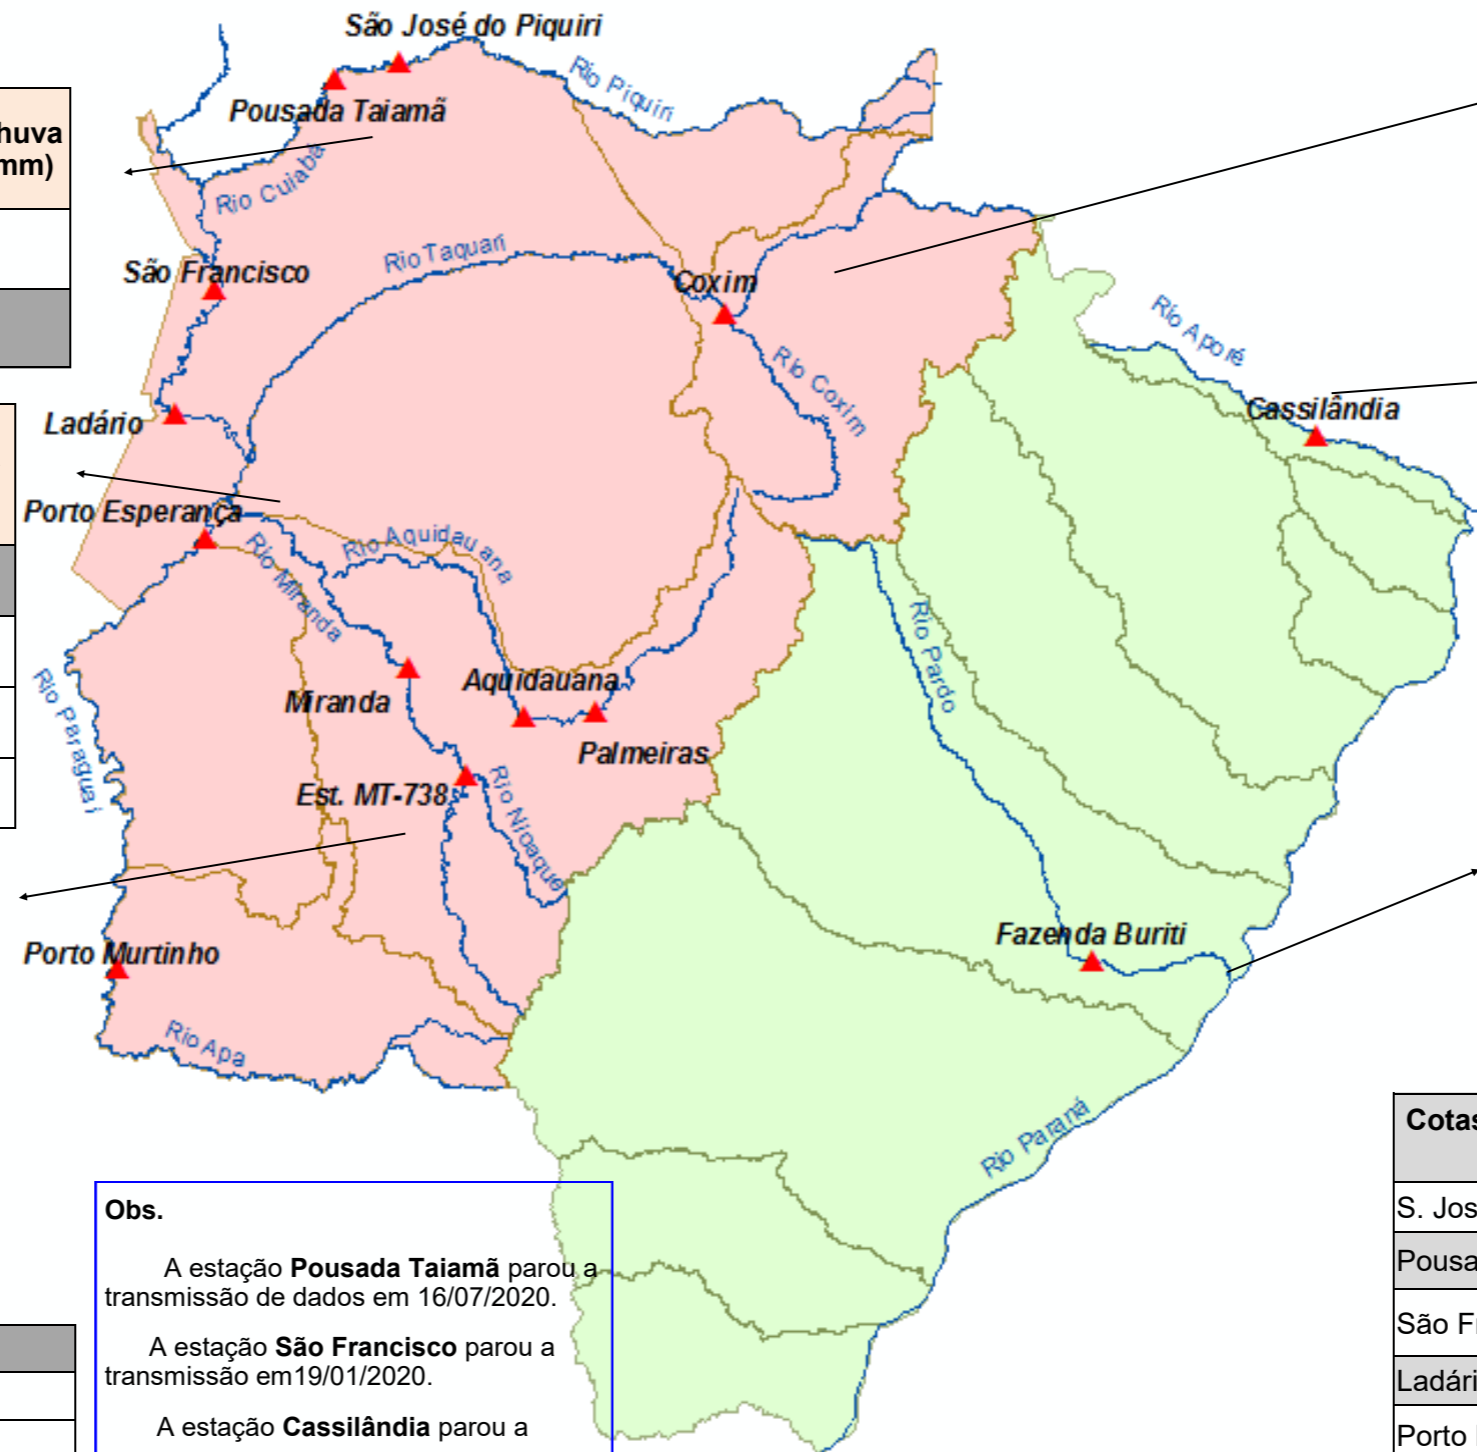 São José do Piquiri
Rio Piquiri
Pousada Taiamã
huva
mm)
Rio Cuiabá
Rio Taquari
São Francisco
Coxim
Rio Aporé
Rio Coxim
Cassilândia
Ladário
Porto Esperança
Rio Aquidauana
Rio Miranda
Rio Pardo
Rio Paraguai
Aquidauana
Miranda
Palmeiras
Est. MT-738
Rio Nioaque
Fazenda Buriti
Porto Murtinho
Rio Apa
Rio Paraná
Obs.
A estação Pousada Taiamã parou a
transmissão de dados em 16/07/2020.
A estação São Francisco parou a
transmissão em19/01/2020.
A estação Cassilândia parou a
Cotas
S. Jos
Pousa
São Fr
Ladári
Porto